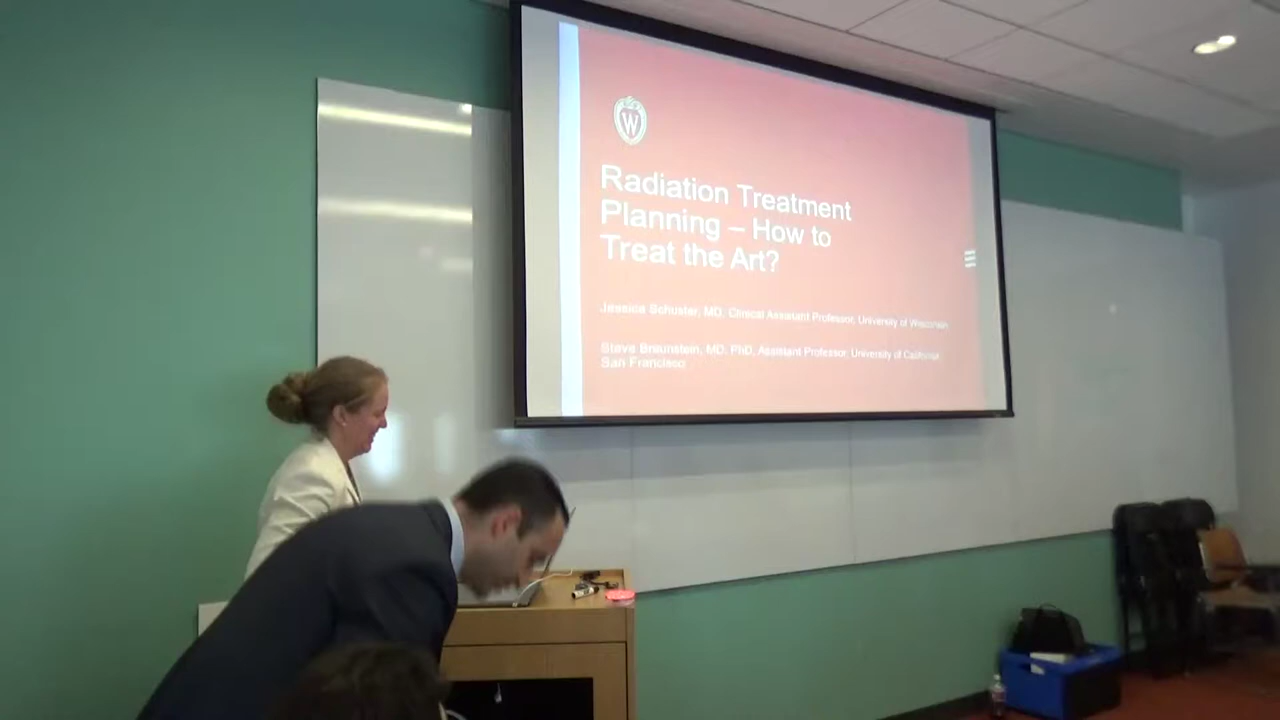 W
Radiation Treatment
Planning – How to
Treat the Art?
Jessica Schuster, MD, Clinical Assistant Professor, University of Wisconsin
Steve Braunstein, MD, PhD, Assistant Professor, University of California
San Francisco